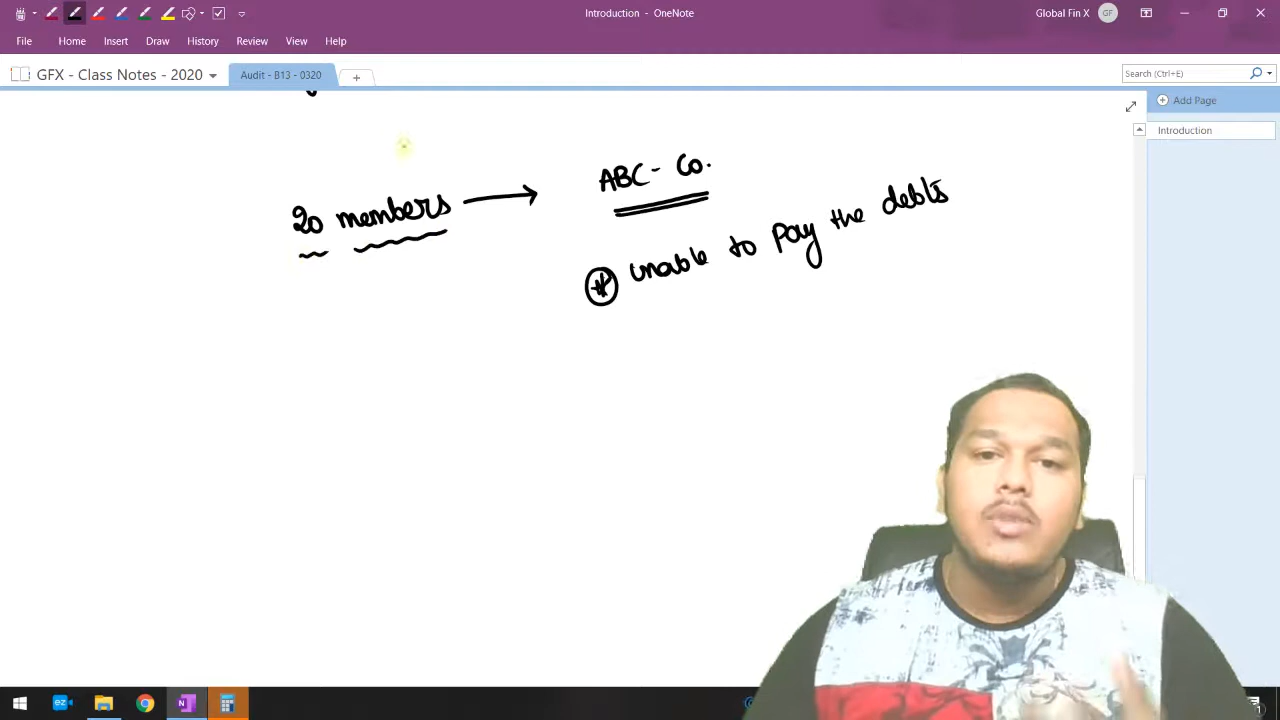 Introduction - OneNote
Global Fin X GF
File Home Insert Draw History Review View Help
GFX - Class Notes - 2020
Audit - B13 - 0320
Search (Ctrl+E)
Add Page
Introduction
20 members → ABC - Co.
* unable to pay the debts